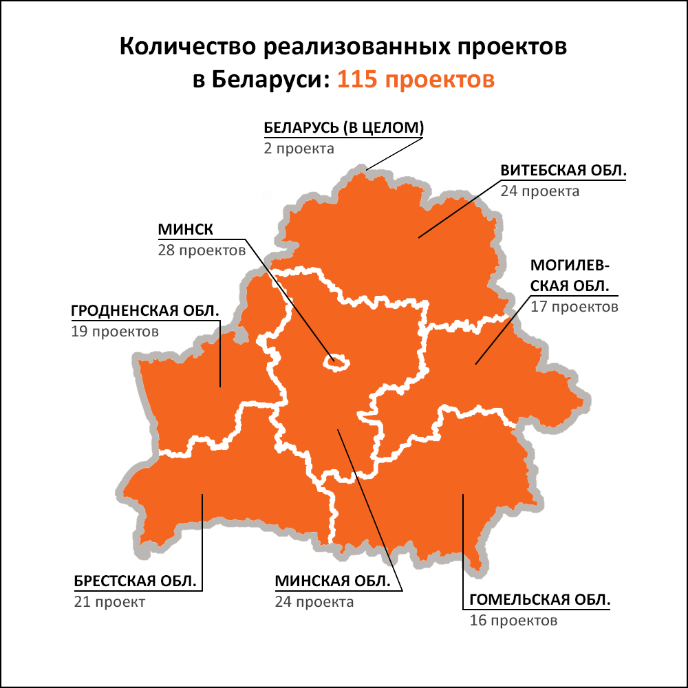 Количество реализованных проектов
в Беларуси: 115 проектов
БЕЛАРУСЬ (В ЦЕЛОМ)
2 проекта
ВИТЕБСКАЯ ОБЛ.
24 проекта
МИНСК
28 проектов
МОГИЛЕВ-
СКАЯ ОБЛ.
17 проектов
ГРОДНЕНСКАЯ ОБЛ.
19 проектов
БРЕСТСКАЯ ОБЛ.
21 проект
МИНСКАЯ ОБЛ.
24 проекта
ГОМЕЛЬСКАЯ ОБЛ.
16 проектов